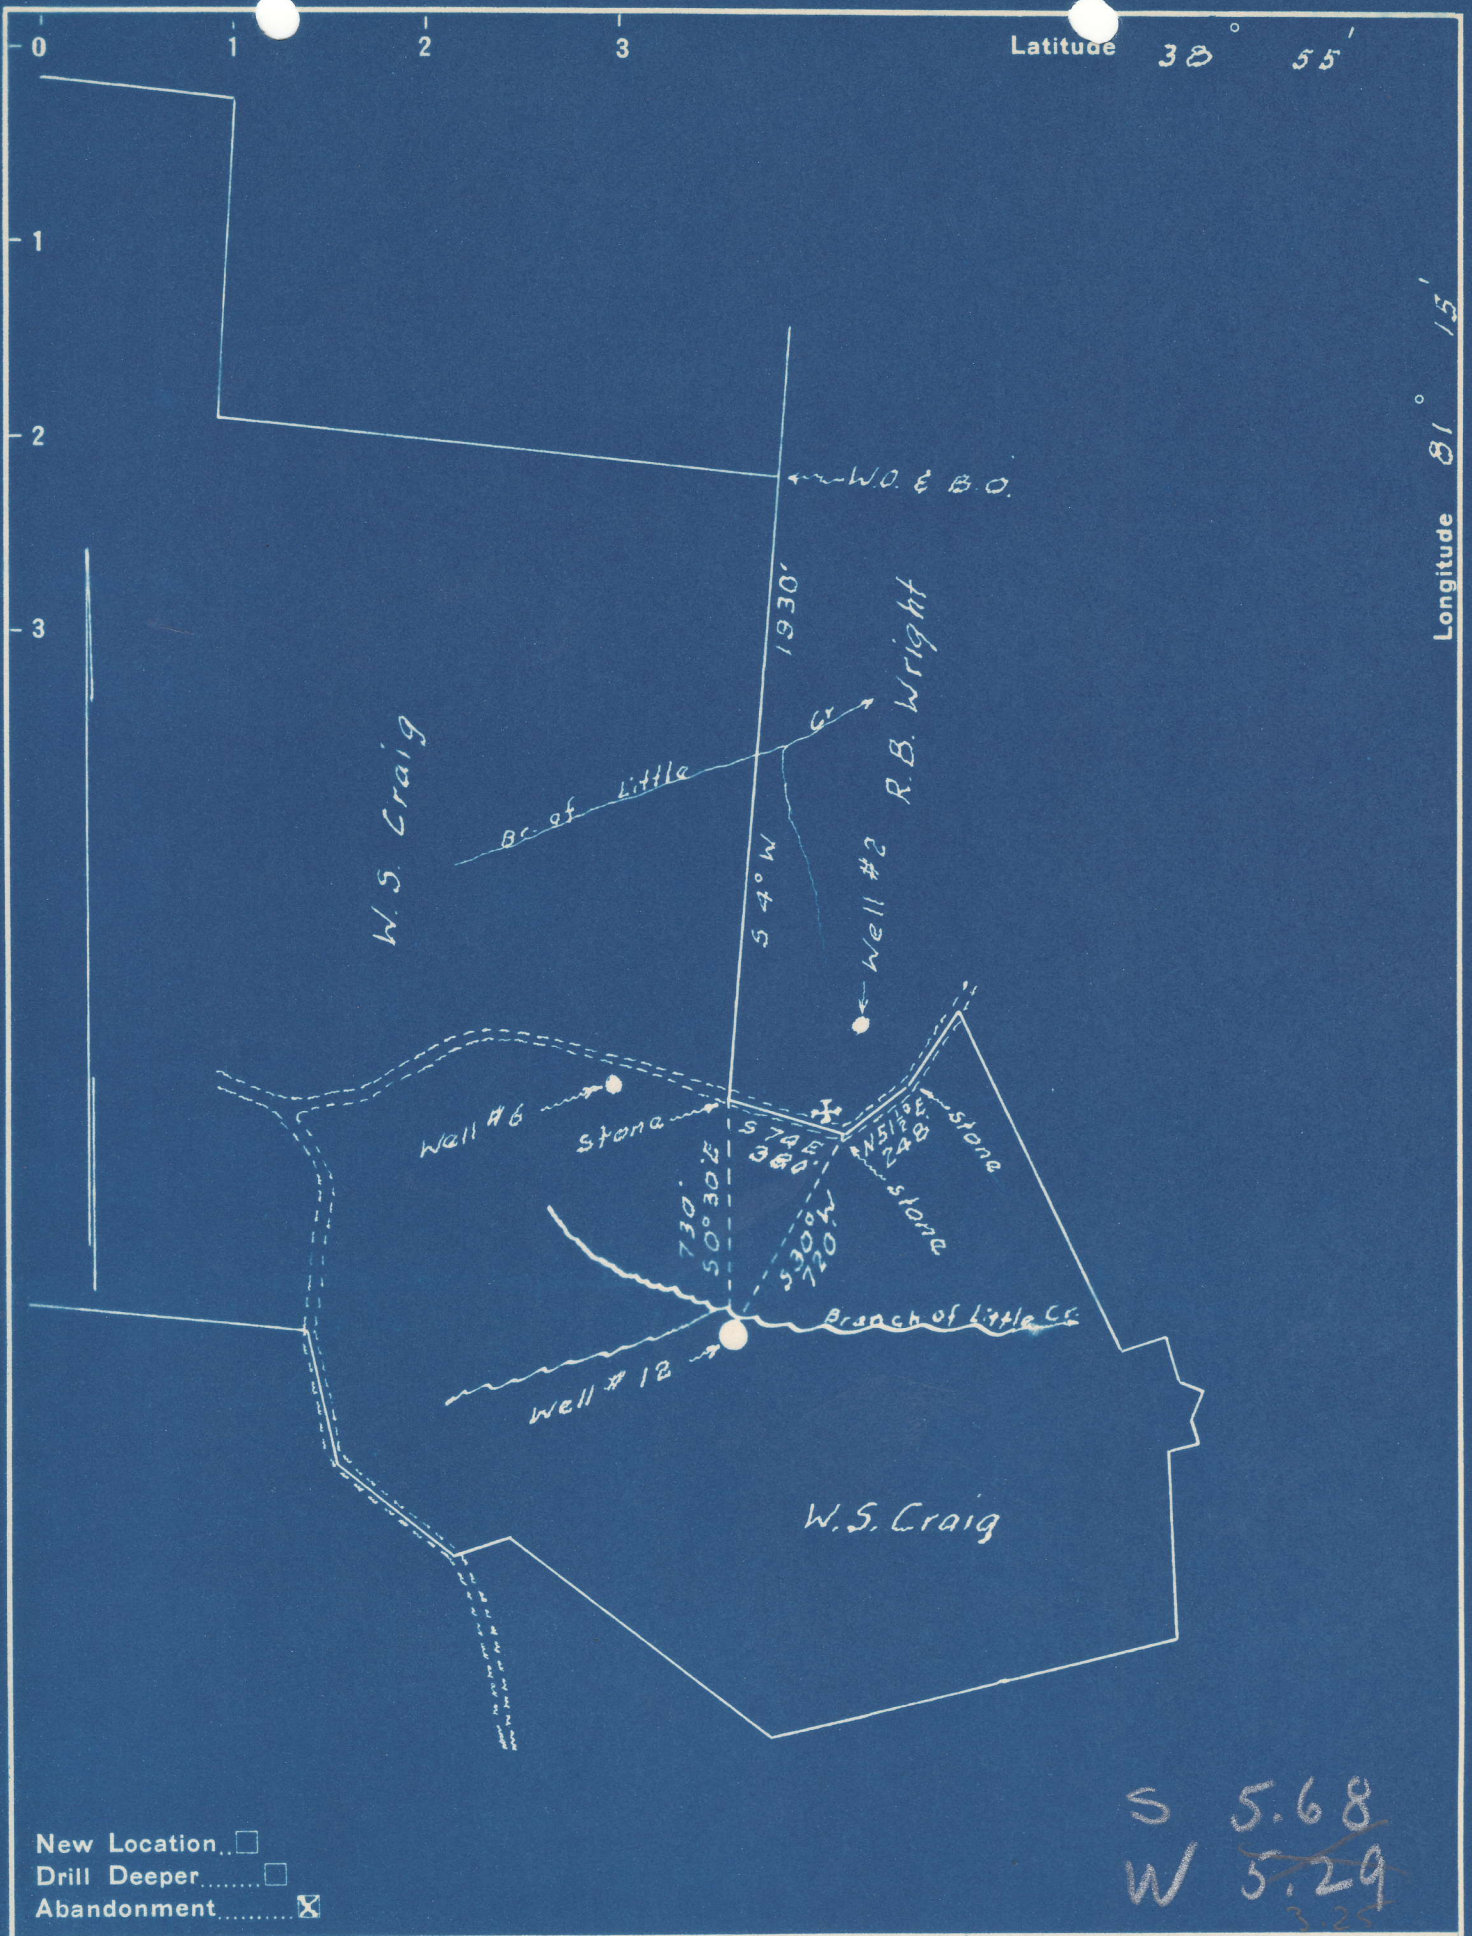 0 1 2 3
Latitude 38° 55'
1
2
3
Longitude 81° 15'
W.O. & B.O.
1930'
S 4° W
R.B. Wright
W.S. Craig
Br. of Little Cr
Well #2
Well #6
Stone
S 74 E
380'
N 51½° E.
248'
Stone
Stone
730'
S 0° 30' E
S 30° W
720'
Branch of Little Cr.
Well # 12
W.S. Craig
New Location..
Drill Deeper........
Abandonment.......... X
S 5.68
W 5.29